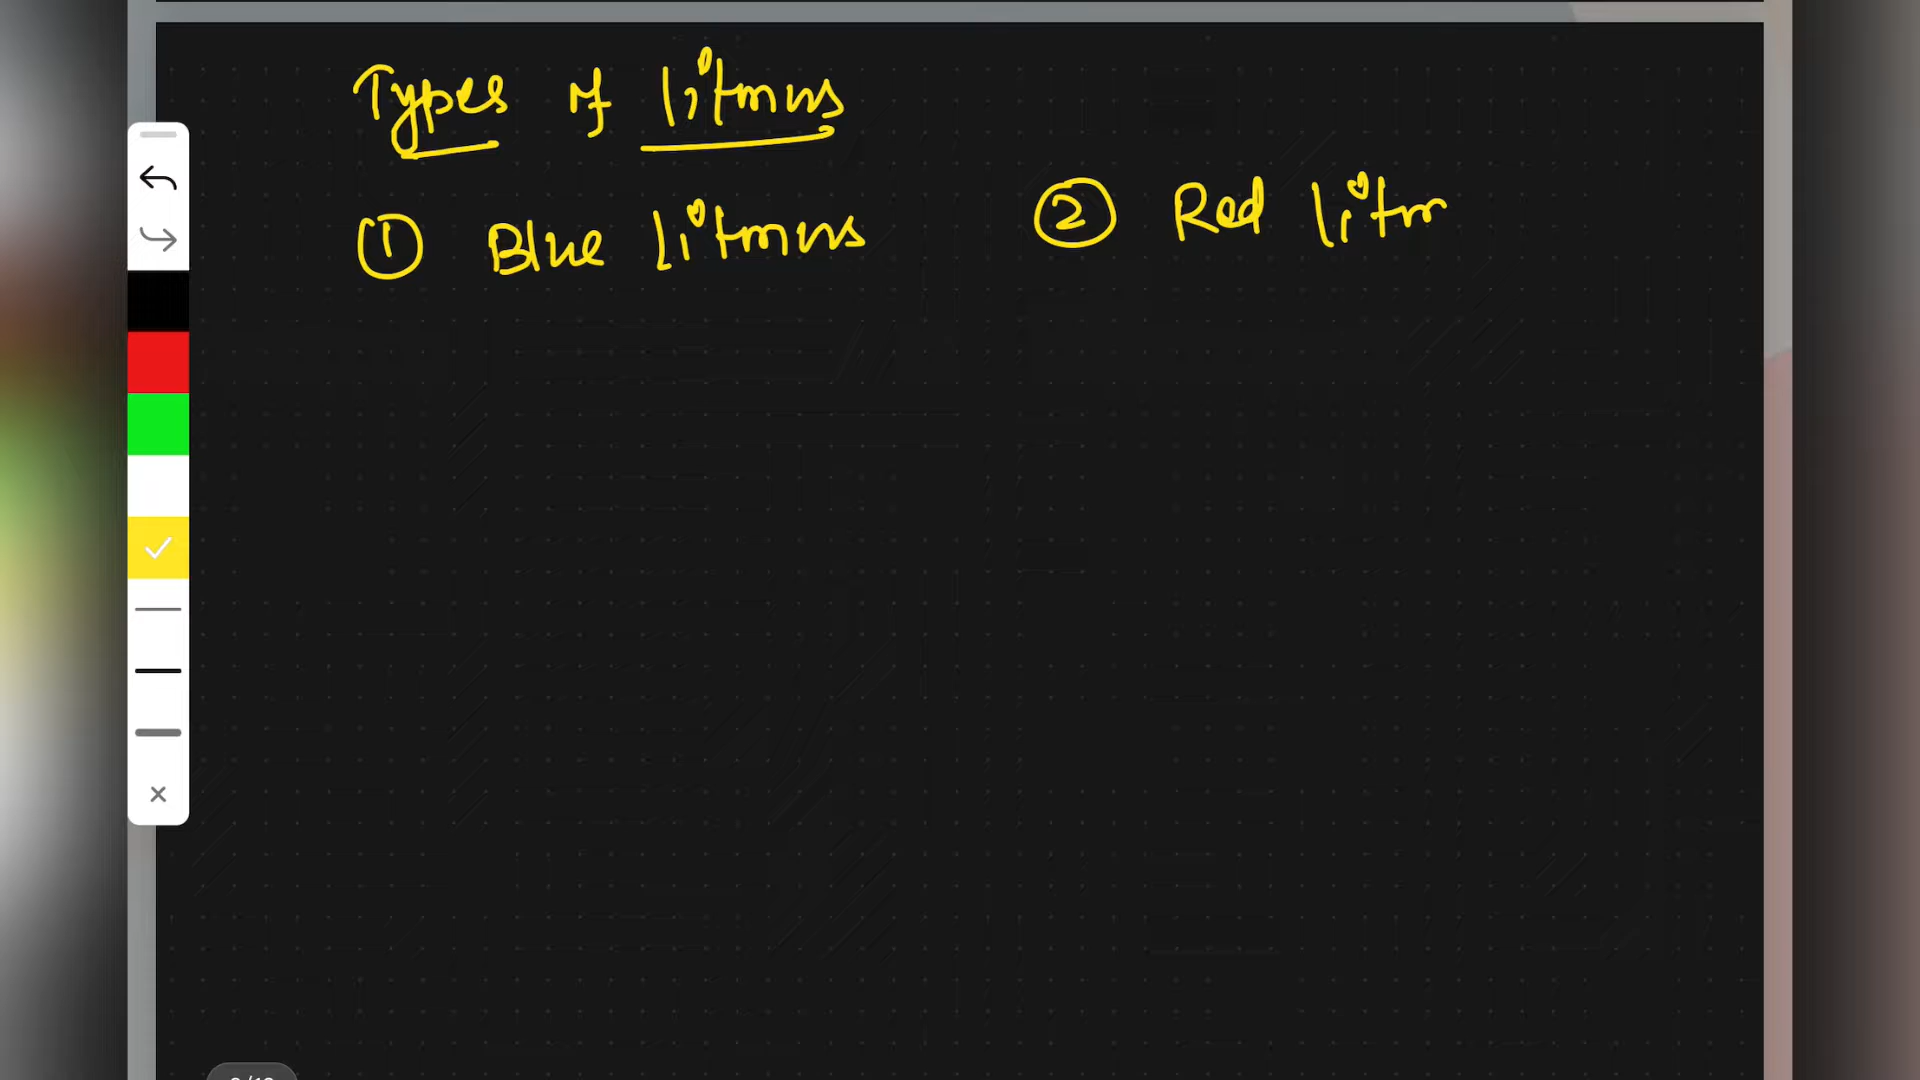 Types of litmus
① Blue litmus
② Red litm